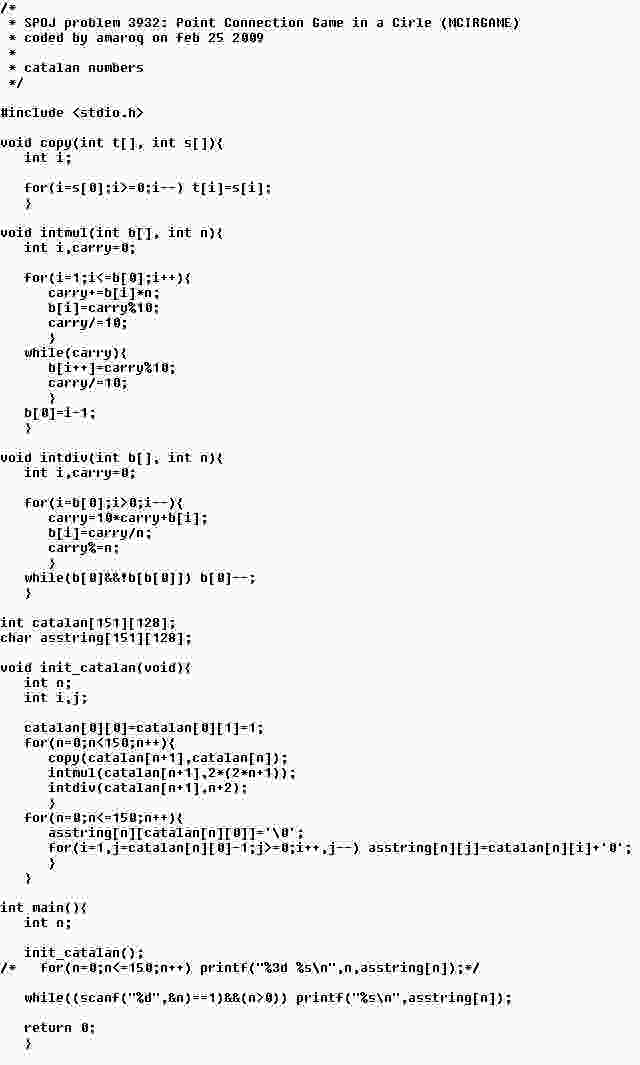 /*
 * SPOJ problem 3932: Point Connection Game in a Cirle (MCIRGAME)
 * coded by amaroq on feb 25 2009
 *
 * catalan numbers
 */

#include <stdio.h>

void copy(int t[], int s[]){
   int i;

   for(i=s[0];i>=0;i--) t[i]=s[i];
   }

void intmul(int b[], int n){
   int i,carry=0;

   for(i=1;i<=b[0];i++){
      carry+=b[i]*n;
      b[i]=carry%10;
      carry/=10;
      }
   while(carry){
      b[i++]=carry%10;
      carry/=10;
      }
   b[0]=i-1;
   }

void intdiv(int b[], int n){
   int i,carry=0;

   for(i=b[0];i>0;i--){
      carry=10*carry+b[i];
      b[i]=carry/n;
      carry%=n;
      }
   while(b[0]&&!b[b[0]]) b[0]--;
   }

int catalan[151][128];
char asstring[151][128];

void init_catalan(void){
   int n;
   int i,j;

   catalan[0][0]=catalan[0][1]=1;
   for(n=0;n<150;n++){
      copy(catalan[n+1],catalan[n]);
      intmul(catalan[n+1],2*(2*n+1));
      intdiv(catalan[n+1],n+2);
      }
   for(n=0;n<=150;n++){
      asstring[n][catalan[n][0]]='\0';
      for(i=1,j=catalan[n][0]-1;j>=0;i++,j--) asstring[n][j]=catalan[n][i]+'0';
      }
   }

int main(){
   int n;

   init_catalan();
/*   for(n=0;n<=150;n++) printf("%3d %s\n",n,asstring[n]);*/

   while((scanf("%d",&n)==1)&&(n>0)) printf("%s\n",asstring[n]);

   return 0;
   }